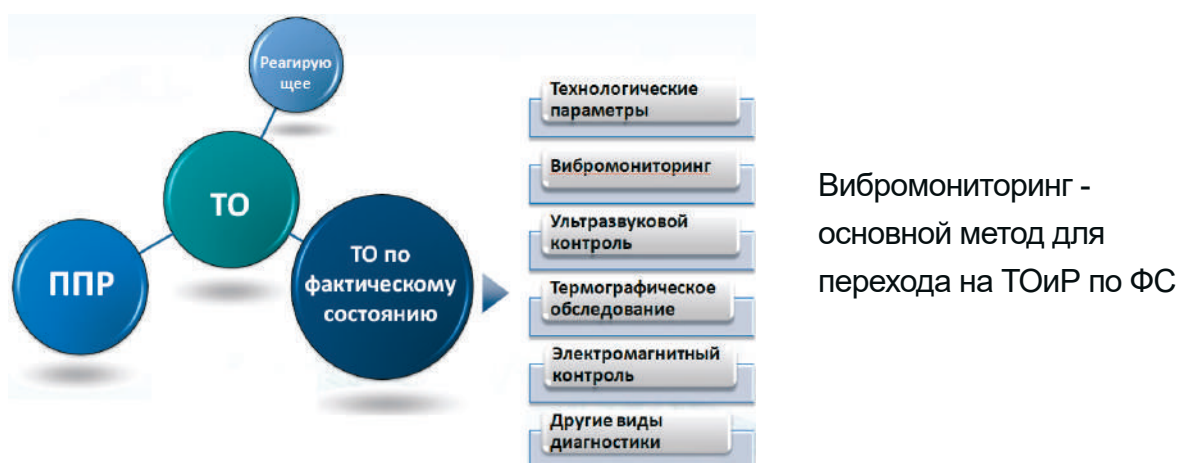 Реагирую
щее
ТО
ППР
ТО по
фактическому
состоянию
Технологические
параметры
Вибромониторинг
Ультразвуковой
контроль
Термографическое
обследование
Электромагнитный
контроль
Другие виды
диагностики
Вибромониторинг -
основной метод для
перехода на ТОиР по ФС